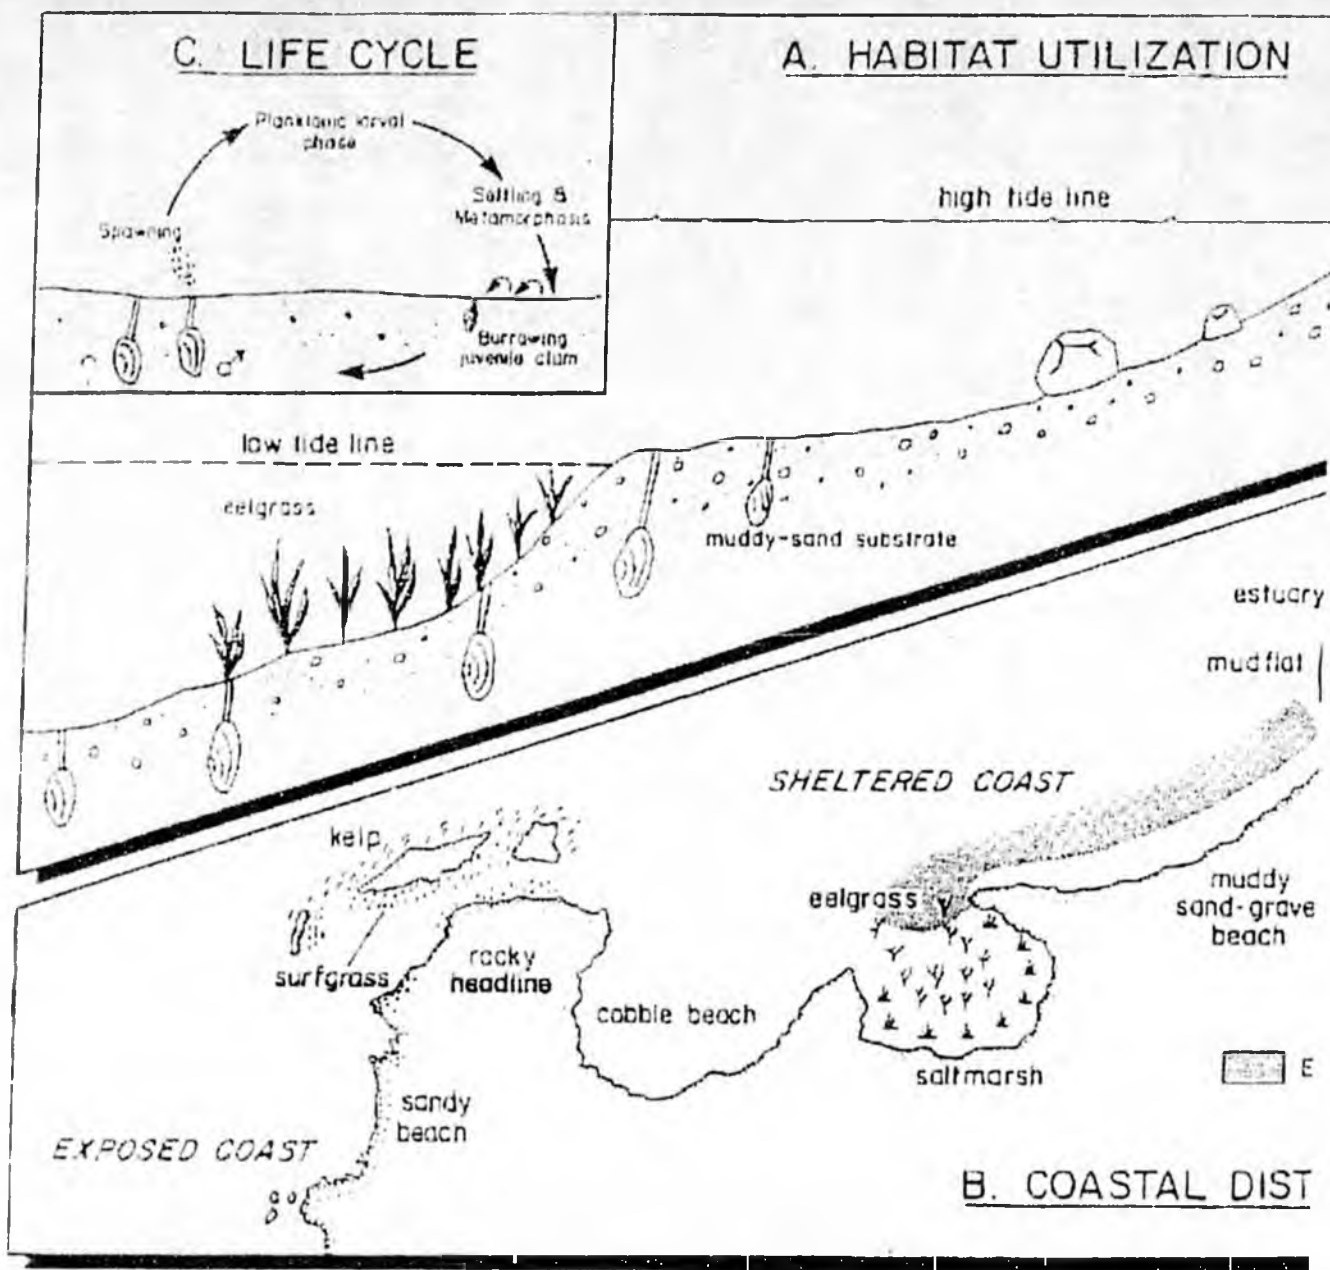 C. LIFE CYCLE
Planktonic larval
phase
Settling &
Metamorphosis
Spawning
Burrowing
juvenile clam
A. HABITAT UTILIZATION
high tide line
low tide line
eelgrass
muddy-sand substrate
estuary
mudflat
SHELTERED COAST
kelp
eelgrass
muddy
sand-grave
beach
surfgrass
rocky
headline
cobble beach
saltmarsh
E
sandy
beach
EXPOSED COAST
B. COASTAL DIST